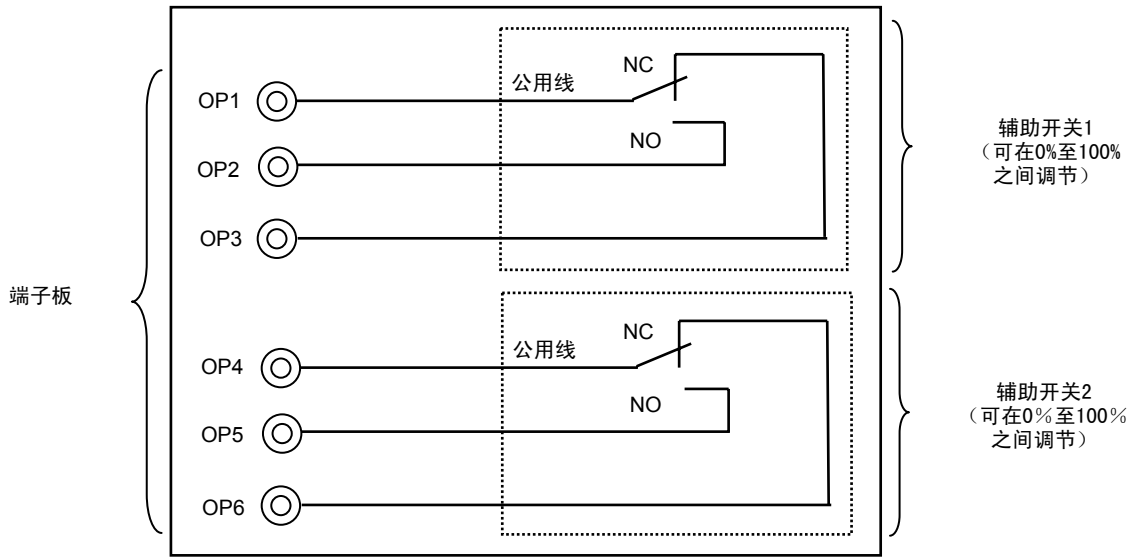 端子板
OP1
公用线
NC
NO
OP2
OP3
辅助开关1
（可在0%至100%
之间调节）
OP4
公用线
NC
NO
OP5
OP6
辅助开关2
（可在0％至100％
之间调节）